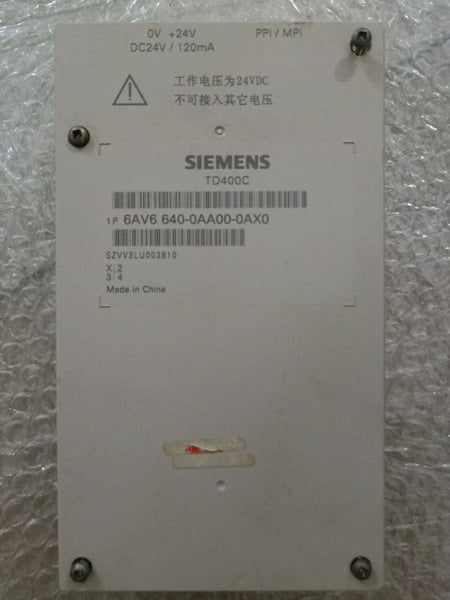 0V +24V PPI / MPI
DC24V / 120mA
工作电压为24VDC
不可接入其它电压
SIEMENS
TD400C
1P 6AV6 640-0AA00-0AX0
SZVV3LU003810
X 2
3 4
Made in China